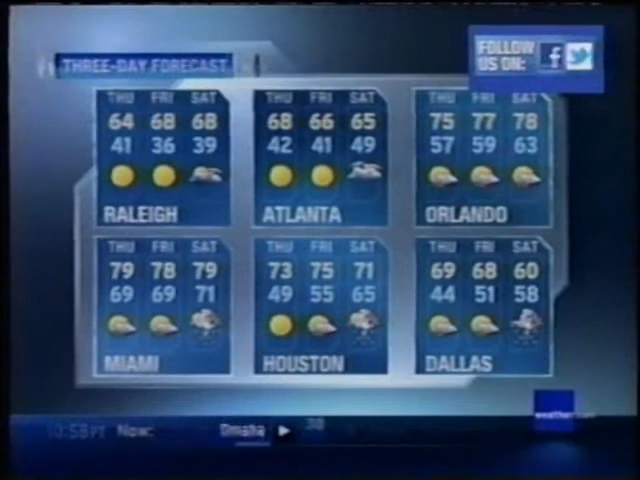 FOLLOW
US ON:
THREE-DAY FORECAST
THU FRI SAT
64 68 68
41 36 39
RALEIGH
THU FRI SAT
68 66 65
42 41 49
ATLANTA
THU FRI SAT
75 77 78
57 59 63
ORLANDO
THU FRI SAT
79 78 79
69 69 71
MIAMI
THU FRI SAT
73 75 71
49 55 65
HOUSTON
THU FRI SAT
69 68 60
44 51 58
DALLAS
10:58PT Now: Omaha